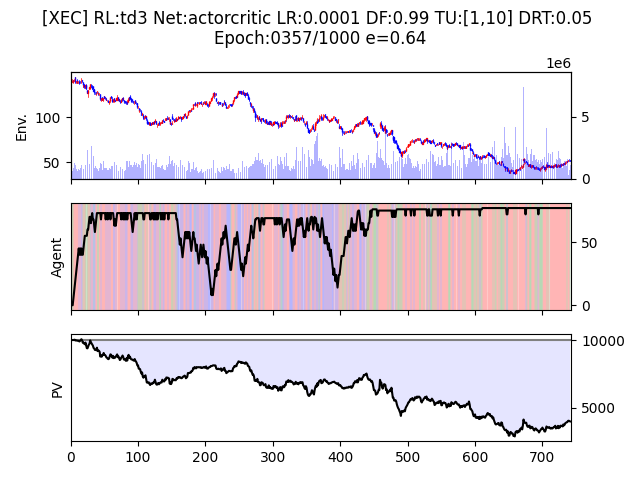 [XEC] RL:td3 Net:actorcritic LR:0.0001 DF:0.99 TU:[1,10] DRT:0.05
Epoch:0357/1000 e=0.64
1e6
Env.
100
50
5
0
Agent
50
0
PV
10000
5000
0 100 200 300 400 500 600 700